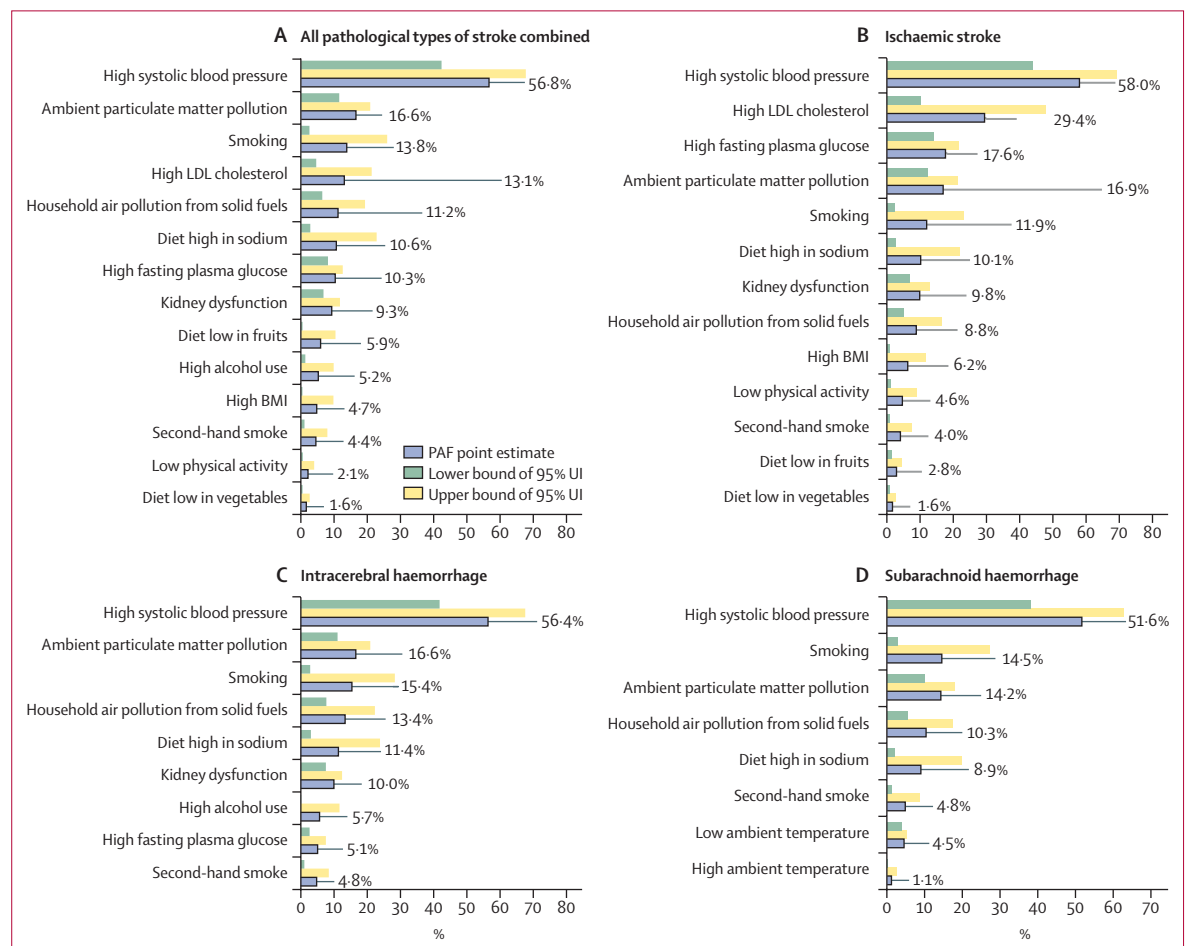 A All pathological types of stroke combined
High systolic blood pressure 56·8%
Ambient particulate matter pollution 16·6%
Smoking 13·8%
High LDL cholesterol 13·1%
Household air pollution from solid fuels 11·2%
Diet high in sodium 10·6%
High fasting plasma glucose 10·3%
Kidney dysfunction 9·3%
Diet low in fruits 5·9%
High alcohol use 5·2%
High BMI 4·7%
Second-hand smoke 4·4%
Low physical activity 2·1%
Diet low in vegetables 1·6%
0 10 20 30 40 50 60 70 80
PAF point estimate
Lower bound of 95% UI
Upper bound of 95% UI
B Ischaemic stroke
High systolic blood pressure 58·0%
High LDL cholesterol 29·4%
High fasting plasma glucose 17·6%
Ambient particulate matter pollution 16·9%
Smoking 11·9%
Diet high in sodium 10·1%
Kidney dysfunction 9·8%
Household air pollution from solid fuels 8·8%
High BMI 6·2%
Low physical activity 4·6%
Second-hand smoke 4·0%
Diet low in fruits 2·8%
Diet low in vegetables 1·6%
0 10 20 30 40 50 60 70 80
C Intracerebral haemorrhage
High systolic blood pressure 56·4%
Ambient particulate matter pollution 16·6%
Smoking 15·4%
Household air pollution from solid fuels 13·4%
Diet high in sodium 11·4%
Kidney dysfunction 10·0%
High alcohol use 5·7%
High fasting plasma glucose 5·1%
Second-hand smoke 4·8%
0 10 20 30 40 50 60 70 80
%
D Subarachnoid haemorrhage
High systolic blood pressure 51·6%
Smoking 14·5%
Ambient particulate matter pollution 14·2%
Household air pollution from solid fuels 10·3%
Diet high in sodium 8·9%
Second-hand smoke 4·8%
Low ambient temperature 4·5%
High ambient temperature 1·1%
0 10 20 30 40 50 60 70 80
%